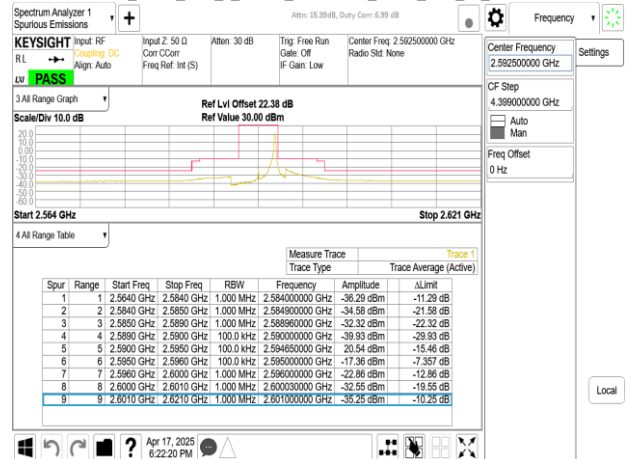 Spectrum Analyzer 1
Spurious Emissions
Attn: 15.39dB, Duty Corr: 6.99 dB
Frequency
KEYSIGHT
RL
LXI
PASS
Input: RF
Coupling: DC
Align: Auto
Input Z: 50 Ω
Corr CCorr
Freq Ref: Int (S)
Atten: 30 dB
Trig: Free Run
Gate: Off
IF Gain: Low
Center Freq: 2.592500000 GHz
Radio Std: None
Center Frequency
2.592500000 GHz
Settings
CF Step
4.399000000 GHz
Auto
Man
Freq Offset
0 Hz
3 All Range Graph
Scale/Div 10.0 dB
Ref Lvl Offset 22.38 dB
Ref Value 30.00 dBm
20.0
10.0
0.00
-10.0
-20.0
-30.0
-40.0
-50.0
-60.0
Start 2.564 GHz
Stop 2.621 GHz
4 All Range Table
Measure Trace Trace 1
Trace Type Trace Average (Active)
Spur Range Start Freq Stop Freq RBW Frequency Amplitude ΔLimit
1 1 2.5640 GHz 2.5840 GHz 1.000 MHz 2.584000000 GHz -36.29 dBm -11.29 dB
2 2 2.5840 GHz 2.5850 GHz 1.000 MHz 2.584900000 GHz -34.58 dBm -21.58 dB
3 3 2.5850 GHz 2.5890 GHz 1.000 MHz 2.588960000 GHz -32.32 dBm -22.32 dB
4 4 2.5890 GHz 2.5900 GHz 100.0 kHz 2.590000000 GHz -39.93 dBm -29.93 dB
5 5 2.5900 GHz 2.5950 GHz 100.0 kHz 2.594650000 GHz 20.54 dBm -15.46 dB
6 6 2.5950 GHz 2.5960 GHz 100.0 kHz 2.595000000 GHz -17.36 dBm -7.357 dB
7 7 2.5960 GHz 2.6000 GHz 1.000 MHz 2.596000000 GHz -22.86 dBm -12.86 dB
8 8 2.6000 GHz 2.6010 GHz 1.000 MHz 2.600030000 GHz -32.55 dBm -19.55 dB
9 9 2.6010 GHz 2.6210 GHz 1.000 MHz 2.601000000 GHz -35.25 dBm -10.25 dB
Local
?
Apr 17, 2025
6:22:20 PM